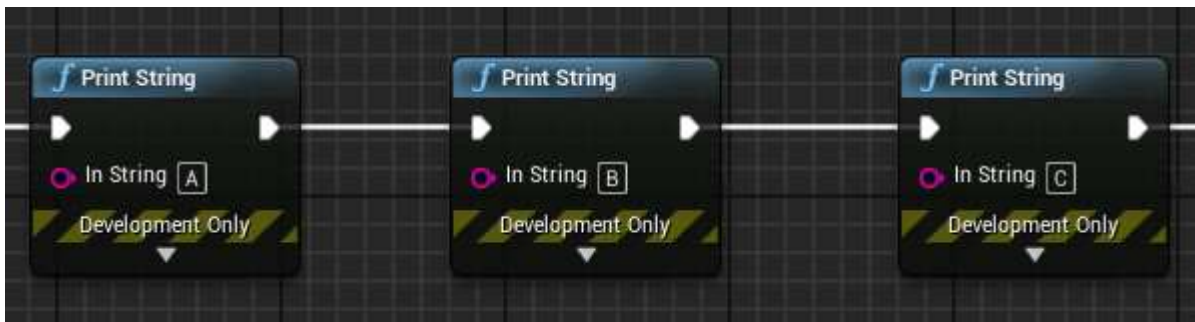 Print String
In String A
Development Only
Print String
In String B
Development Only
Print String
In String C
Development Only